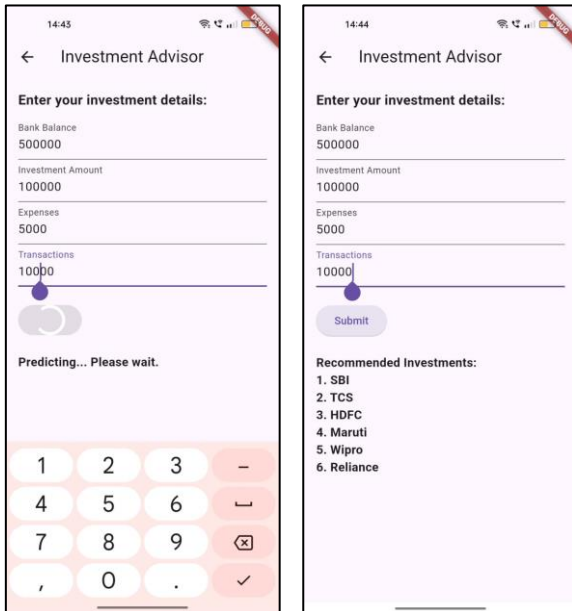 14:43
DEBUG
← Investment Advisor
Enter your investment details:
Bank Balance
500000
Investment Amount
100000
Expenses
5000
Transactions
10000
Predicting... Please wait.
1 2 3 –
4 5 6
7 8 9
, 0 .
14:44
DEBUG
← Investment Advisor
Enter your investment details:
Bank Balance
500000
Investment Amount
100000
Expenses
5000
Transactions
10000
Submit
Recommended Investments:
1. SBI
2. TCS
3. HDFC
4. Maruti
5. Wipro
6. Reliance